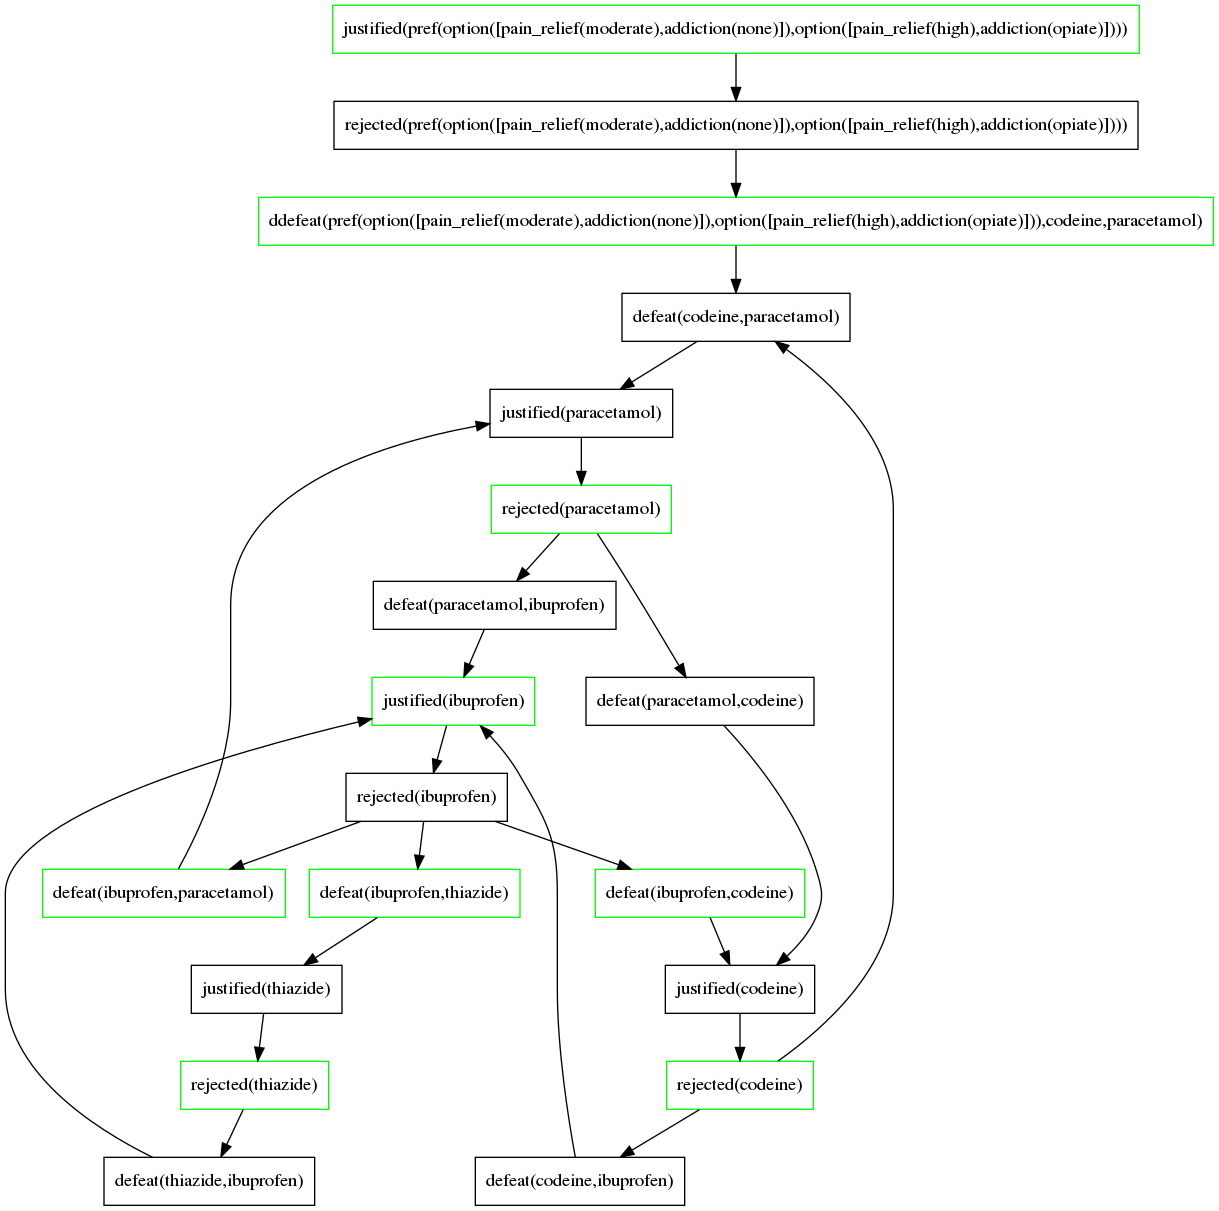 justified(pref(option([pain_relief(moderate),addiction(none)]),option([pain_relief(high),addiction(opiate)])))
rejected(pref(option([pain_relief(moderate),addiction(none)]),option([pain_relief(high),addiction(opiate)])))
ddefeat(pref(option([pain_relief(moderate),addiction(none)]),option([pain_relief(high),addiction(opiate)])),codeine,paracetamol)
defeat(codeine,paracetamol)
justified(paracetamol)
rejected(paracetamol)
defeat(paracetamol,ibuprofen)
justified(ibuprofen)
defeat(paracetamol,codeine)
rejected(ibuprofen)
defeat(ibuprofen,paracetamol)
defeat(ibuprofen,thiazide)
defeat(ibuprofen,codeine)
justified(thiazide)
justified(codeine)
rejected(thiazide)
rejected(codeine)
defeat(thiazide,ibuprofen)
defeat(codeine,ibuprofen)